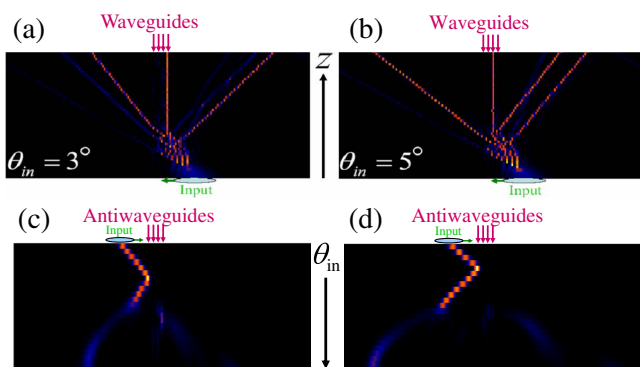 (a) Waveguides
(b) Waveguides
z
θin = 3°
θin = 5°
Input
Input
(c) Antiwaveguides
(d) Antiwaveguides
Input
Input
θin